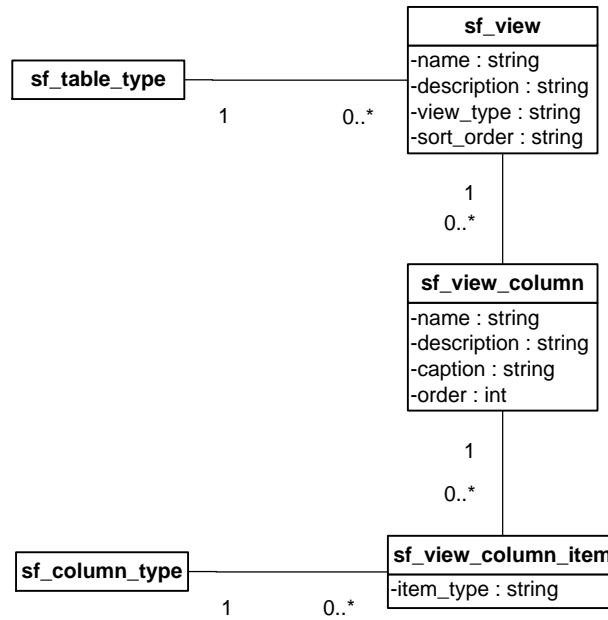 sf_view
-name : string
-description : string
-view_type : string
-sort_order : string
sf_table_type
1
0..*
1
0..*
sf_view_column
-name : string
-description : string
-caption : string
-order : int
1
0..*
sf_view_column_item
-item_type : string
sf_column_type
1
0..*